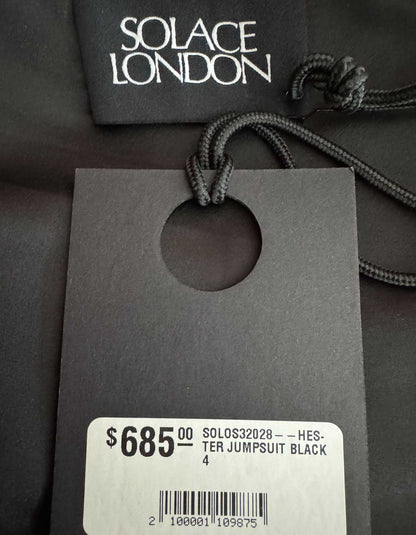 SOLACE
LONDON
$685.00 SOLOS32028--HES-
TER JUMPSUIT BLACK
4
2 100001 109875